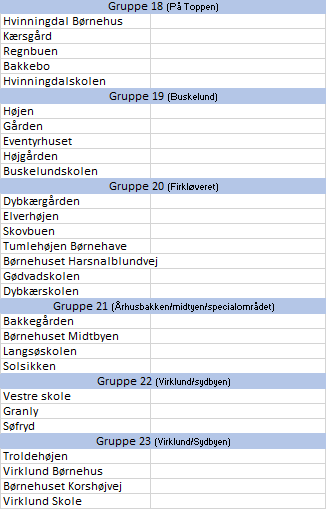 Gruppe 18 (På Toppen)
Hvinningdal Børnehus
Kærsgård
Regnbuen
Bakkebo
Hvinningdalskolen
Gruppe 19 (Buskelund)
Højen
Gården
Eventyrhuset
Højgården
Buskelundskolen
Gruppe 20 (Firkløveret)
Dybkærgården
Elverhøjen
Skovbuen
Tumlehøjen Børnehave
Børnehuset Harsnalblundvej
Gødvadskolen
Dybkærskolen
Gruppe 21 (Århusbakken/midtyen/specialområdet)
Bakkegården
Børnehuset Midtbyen
Langsøskolen
Solsikken
Gruppe 22 (Virklund/sydbyen)
Vestre skole
Granly
Søfryd
Gruppe 23 (Virklund/Sydbyen)
Troldehøjen
Virklund Børnehus
Børnehuset Korshøjvej
Virklund Skole